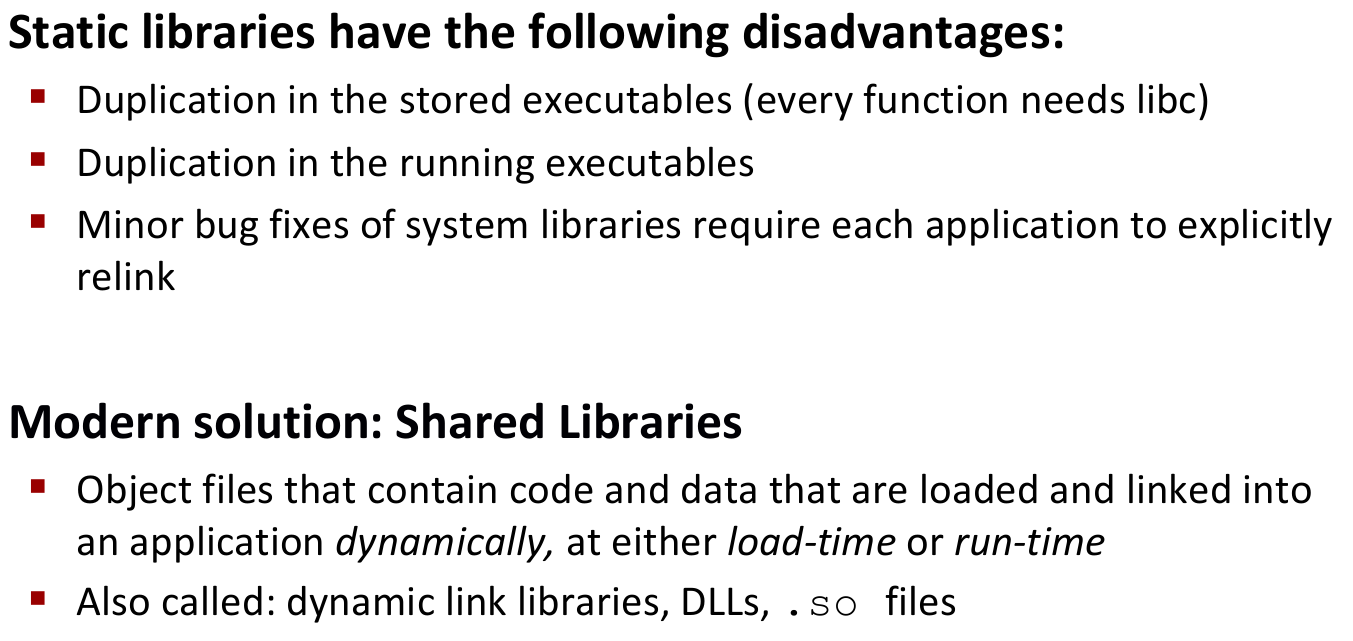 Static libraries have the following disadvantages:
▪ Duplication in the stored executables (every function needs libc)
▪ Duplication in the running executables
▪ Minor bug fixes of system libraries require each application to explicitly
relink
Modern solution: Shared Libraries
▪ Object files that contain code and data that are loaded and linked into
an application dynamically, at either load-time or run-time
▪ Also called: dynamic link libraries, DLLs, .so files